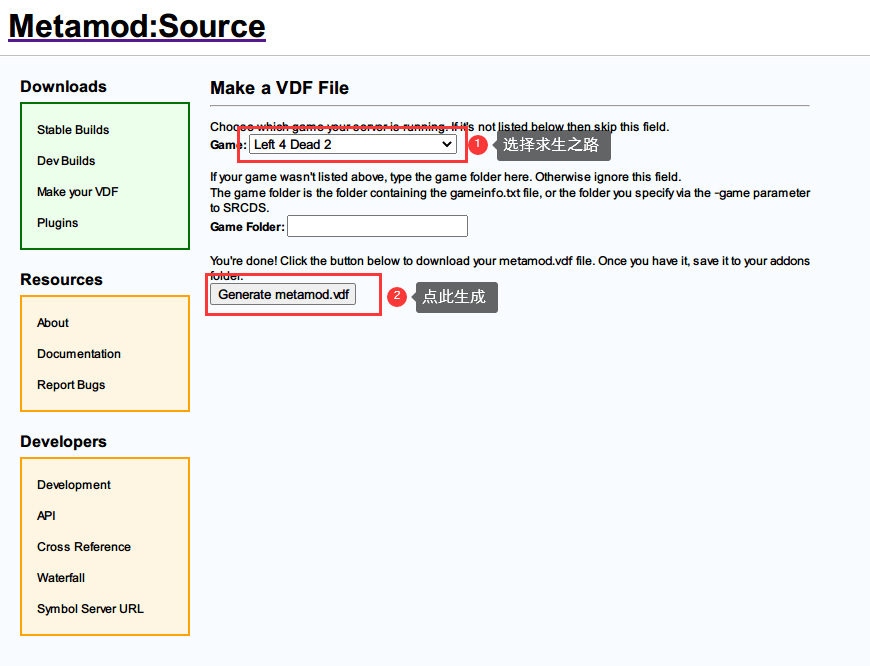 Metamod:Source
Downloads
Stable Builds
Dev Builds
Make your VDF
Plugins
Resources
About
Documentation
Report Bugs
Developers
Development
API
Cross Reference
Waterfall
Symbol Server URL
Make a VDF File
Choose which game your server is running. If it's not listed below then skip this field.
Game: Left 4 Dead 2
1 选择求生之路
If your game wasn't listed above, type the game folder here. Otherwise ignore this field.
The game folder is the folder containing the gameinfo.txt file, or the folder you specify via the -game parameter
to SRCDS.
Game Folder:
You're done! Click the button below to download your metamod.vdf file. Once you have it, save it to your addons
folder.
Generate metamod.vdf
2 点此生成